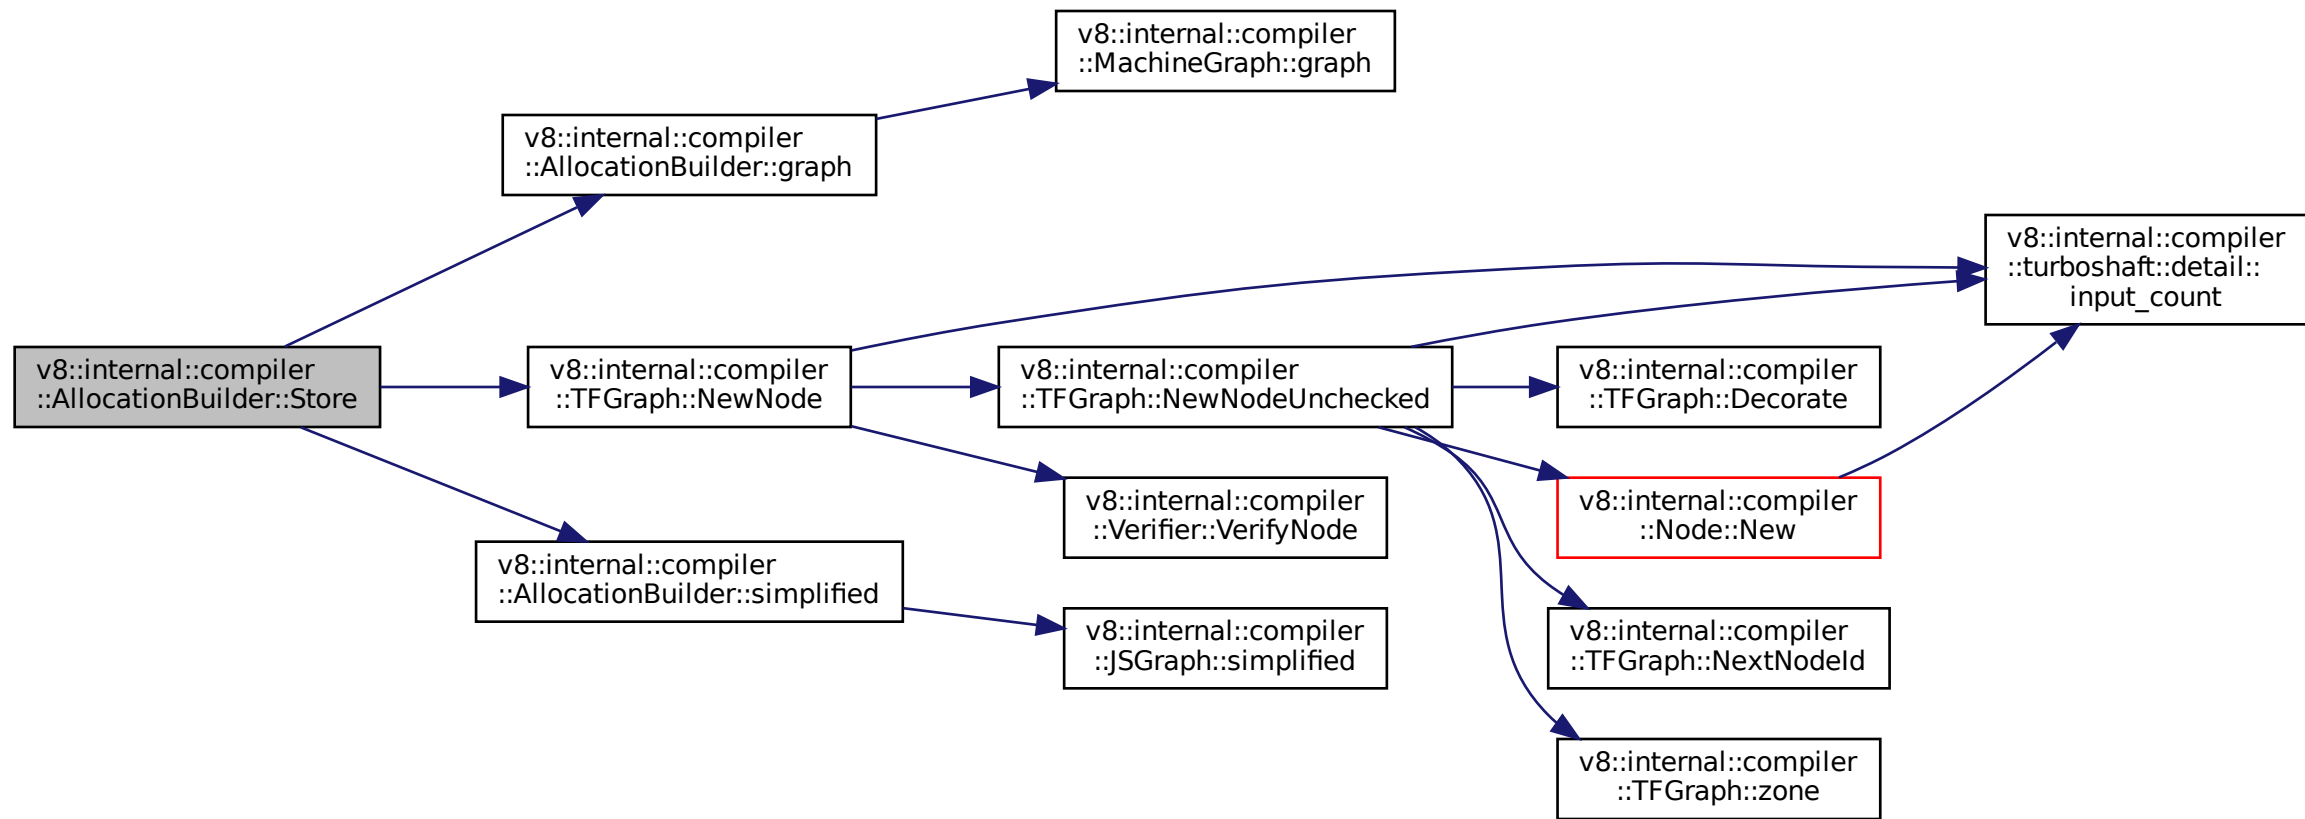 v8::internal::compiler
::MachineGraph::graph
v8::internal::compiler
::AllocationBuilder::graph
v8::internal::compiler
::turboshaft::detail::
input_count
v8::internal::compiler
::AllocationBuilder::Store
v8::internal::compiler
::TFGraph::NewNode
v8::internal::compiler
::TFGraph::NewNodeUnchecked
v8::internal::compiler
::TFGraph::Decorate
v8::internal::compiler
::Verifier::VerifyNode
v8::internal::compiler
::Node::New
v8::internal::compiler
::AllocationBuilder::simplified
v8::internal::compiler
::JSGraph::simplified
v8::internal::compiler
::TFGraph::NextNodeId
v8::internal::compiler
::TFGraph::zone